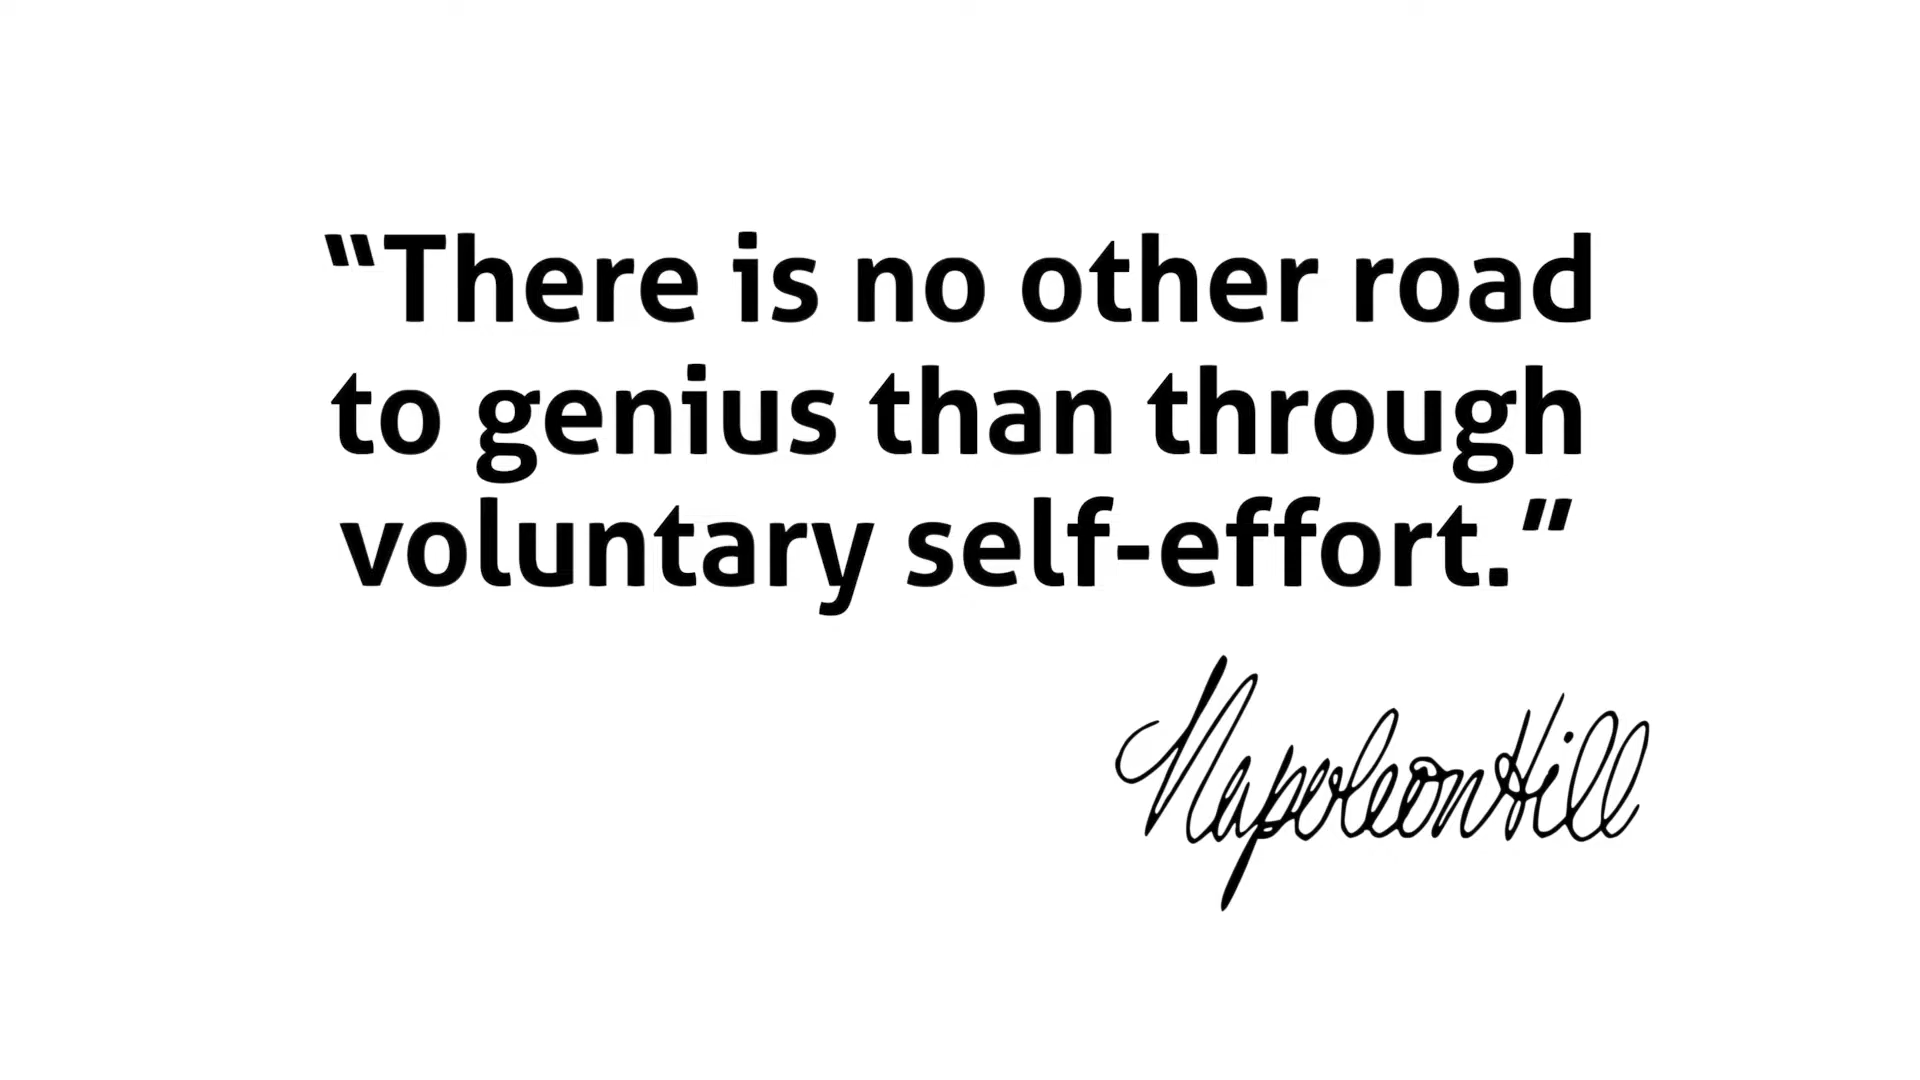 “There is no other road
to genius than through
voluntary self-effort.”
Napoleon Hill